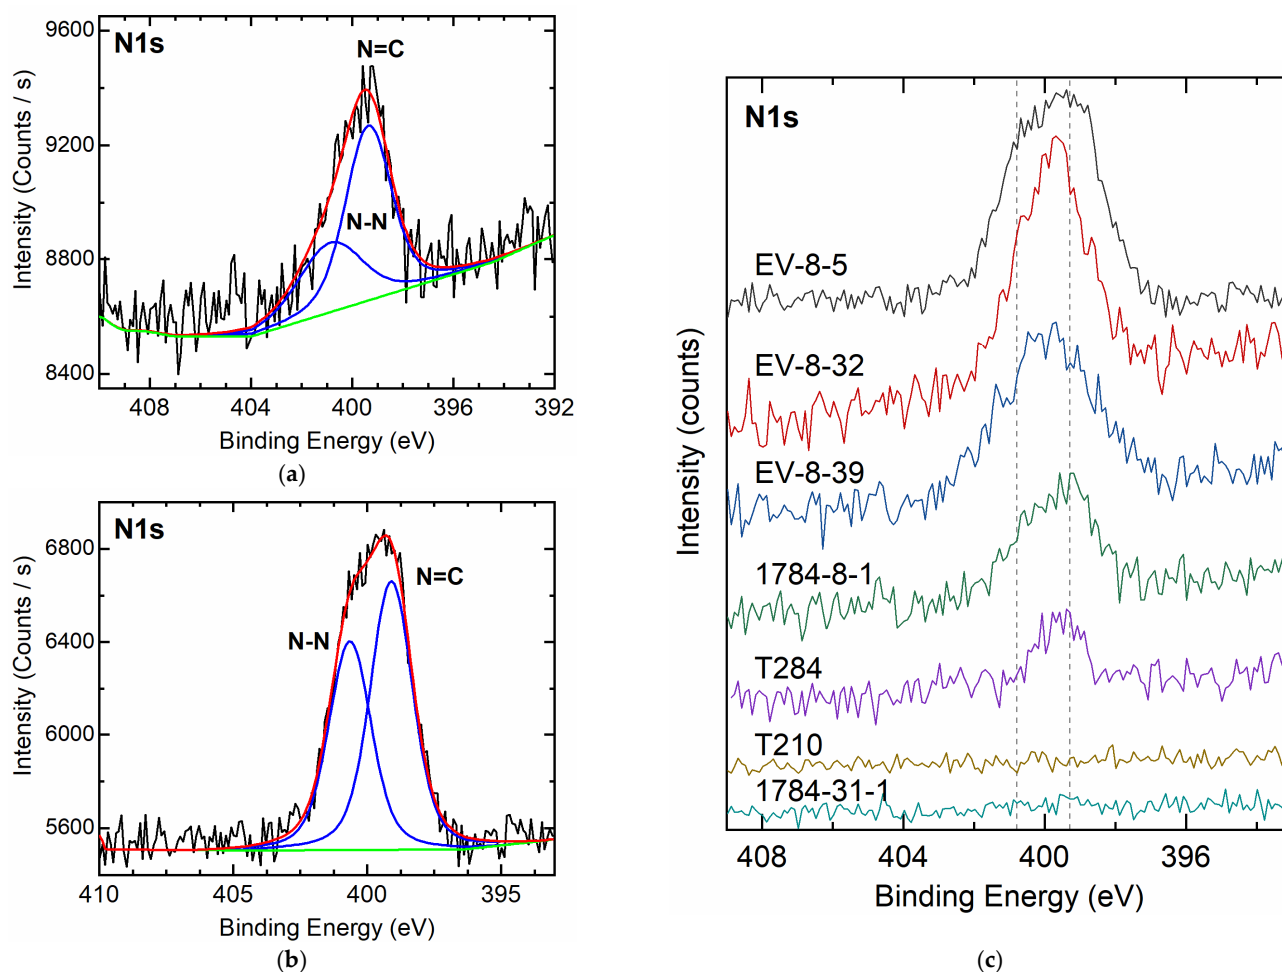 N1s
N=C
N-N
Intensity (Counts / s)
9600
9200
8800
8400
408 404 400 396 392
Binding Energy (eV)
(a)
N1s
N=C
N-N
Intensity (Counts / s)
6800
6400
6000
5600
410 405 400 395
Binding Energy (eV)
(b)
N1s
EV-8-5
EV-8-32
EV-8-39
1784-8-1
T284
T210
1784-31-1
Intensity (counts)
408 404 400 396
Binding Energy (eV)
(c)